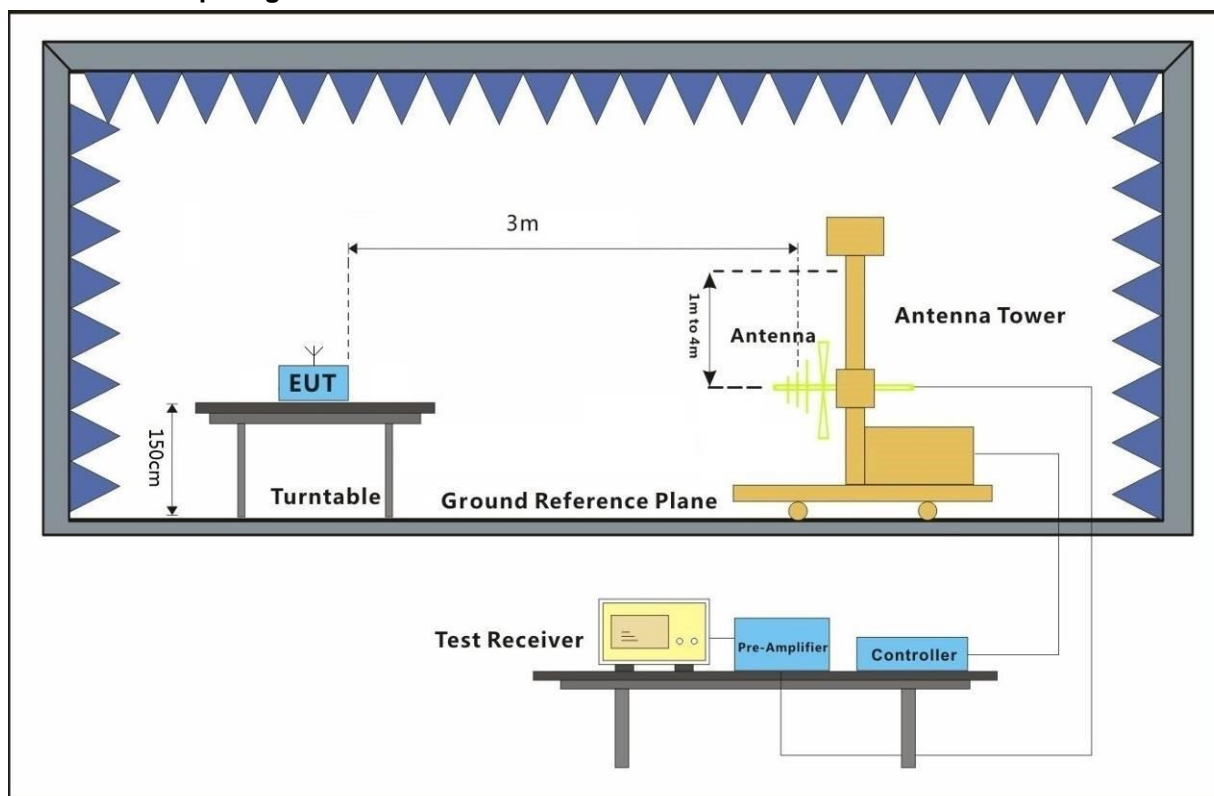 3m
1m to 4m
Antenna
Antenna Tower
EUT
150cm
Turntable
Ground Reference Plane
Test Receiver
Pre-Amplifier
Controller